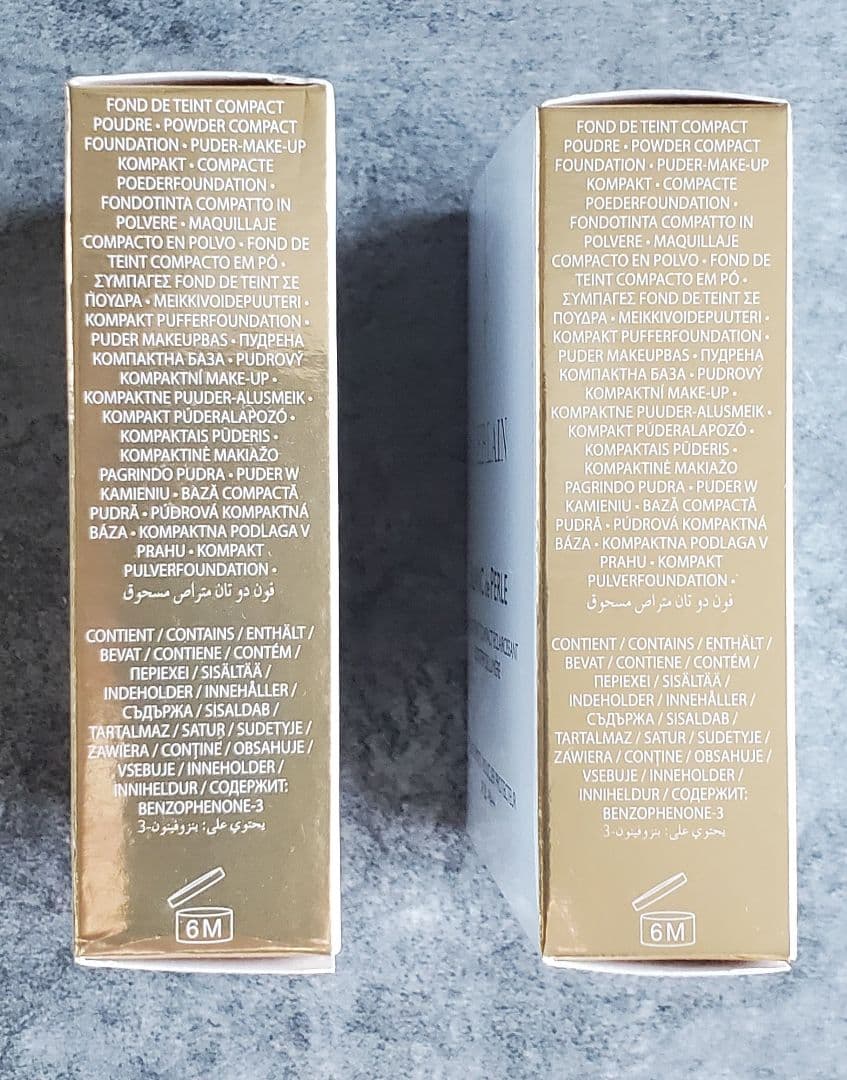 FOND DE TEINT COMPACT
POUDRE • POWDER COMPACT
FOUNDATION • PUDER-MAKE-UP
KOMPAKT • COMPACTE
POEDERFOUNDATION •
FONDOTINTA COMPATTO IN
POLVERE • MAQUILLAJE
COMPACTO EN POLVO • FOND DE
TEINT COMPACTO EM PÓ •
ΣΥΜΠΑΓΕΣ FOND DE TEINT ΣΕ
ΠΟΥΔΡΑ • MEIKKIVOIDEPUUTERI •
KOMPAKT PUFFERFOUNDATION •
PUDER MAKEUPBAS • ПУДРЕНА
КОМПАКТНА БАЗА • PUDROVÝ
KOMPAKTNÍ MAKE-UP •
KOMPAKTNE PUUDER-ALUSMEIK •
KOMPAKT PÚDERALAPOZÓ •
KOMPAKTAIS PŪDERIS •
KOMPAKTINĖ MAKIAŽO
PAGRINDO PUDRA • PUDER W
KAMIENIU • BAZĂ COMPACTĂ
PUDRĂ • PÚDROVÁ KOMPAKTNÁ
BÁZA • KOMPAKTNA PODLAGA V
PRAHU • KOMPAKT
PULVERFOUNDATION •
فون دو تان متراص مسحوق
CONTIENT / CONTAINS / ENTHÄLT /
BEVAT / CONTIENE / CONTÉM /
ΠΕΡΙΕΧΕΙ / SISÄLTÄÄ /
INDEHOLDER / INNEHÅLLER /
СЪДЪРЖА / SISALDAB /
TARTALMAZ / SATUR / SUDETYJE /
ZAWIERA / CONŢINE / OBSAHUJE /
VSEBUJE / INNEHOLDER /
INNIHELDUR / СОДЕРЖИТ:
BENZOPHENONE-3
يحتوي على: بنزوفينون-3
6M
FOND DE TEINT COMPACT
POUDRE • POWDER COMPACT
FOUNDATION • PUDER-MAKE-UP
KOMPAKT • COMPACTE
POEDERFOUNDATION •
FONDOTINTA COMPATTO IN
POLVERE • MAQUILLAJE
COMPACTO EN POLVO • FOND DE
TEINT COMPACTO EM PÓ •
ΣΥΜΠΑΓΕΣ FOND DE TEINT ΣΕ
ΠΟΥΔΡΑ • MEIKKIVOIDEPUUTERI •
KOMPAKT PUFFERFOUNDATION •
PUDER MAKEUPBAS • ПУДРЕНА
КОМПАКТНА БАЗА • PUDROVÝ
KOMPAKTNÍ MAKE-UP •
KOMPAKTNE PUUDER-ALUSMEIK •
KOMPAKT PÚDERALAPOZÓ •
KOMPAKTAIS PŪDERIS •
KOMPAKTINĖ MAKIAŽO
PAGRINDO PUDRA • PUDER W
KAMIENIU • BAZĂ COMPACTĂ
PUDRĂ • PÚDROVÁ KOMPAKTNÁ
BÁZA • KOMPAKTNA PODLAGA V
PRAHU • KOMPAKT
PULVERFOUNDATION •
فون دو تان متراص مسحوق
CONTIENT / CONTAINS / ENTHÄLT /
BEVAT / CONTIENE / CONTÉM /
ΠΕΡΙΕΧΕΙ / SISÄLTÄÄ /
INDEHOLDER / INNEHÅLLER /
СЪДЪРЖА / SISALDAB /
TARTALMAZ / SATUR / SUDETYJE /
ZAWIERA / CONŢINE / OBSAHUJE /
VSEBUJE / INNEHOLDER /
INNIHELDUR / СОДЕРЖИТ:
BENZOPHENONE-3
يحتوي على: بنزوفينون-3
6M
PERLE